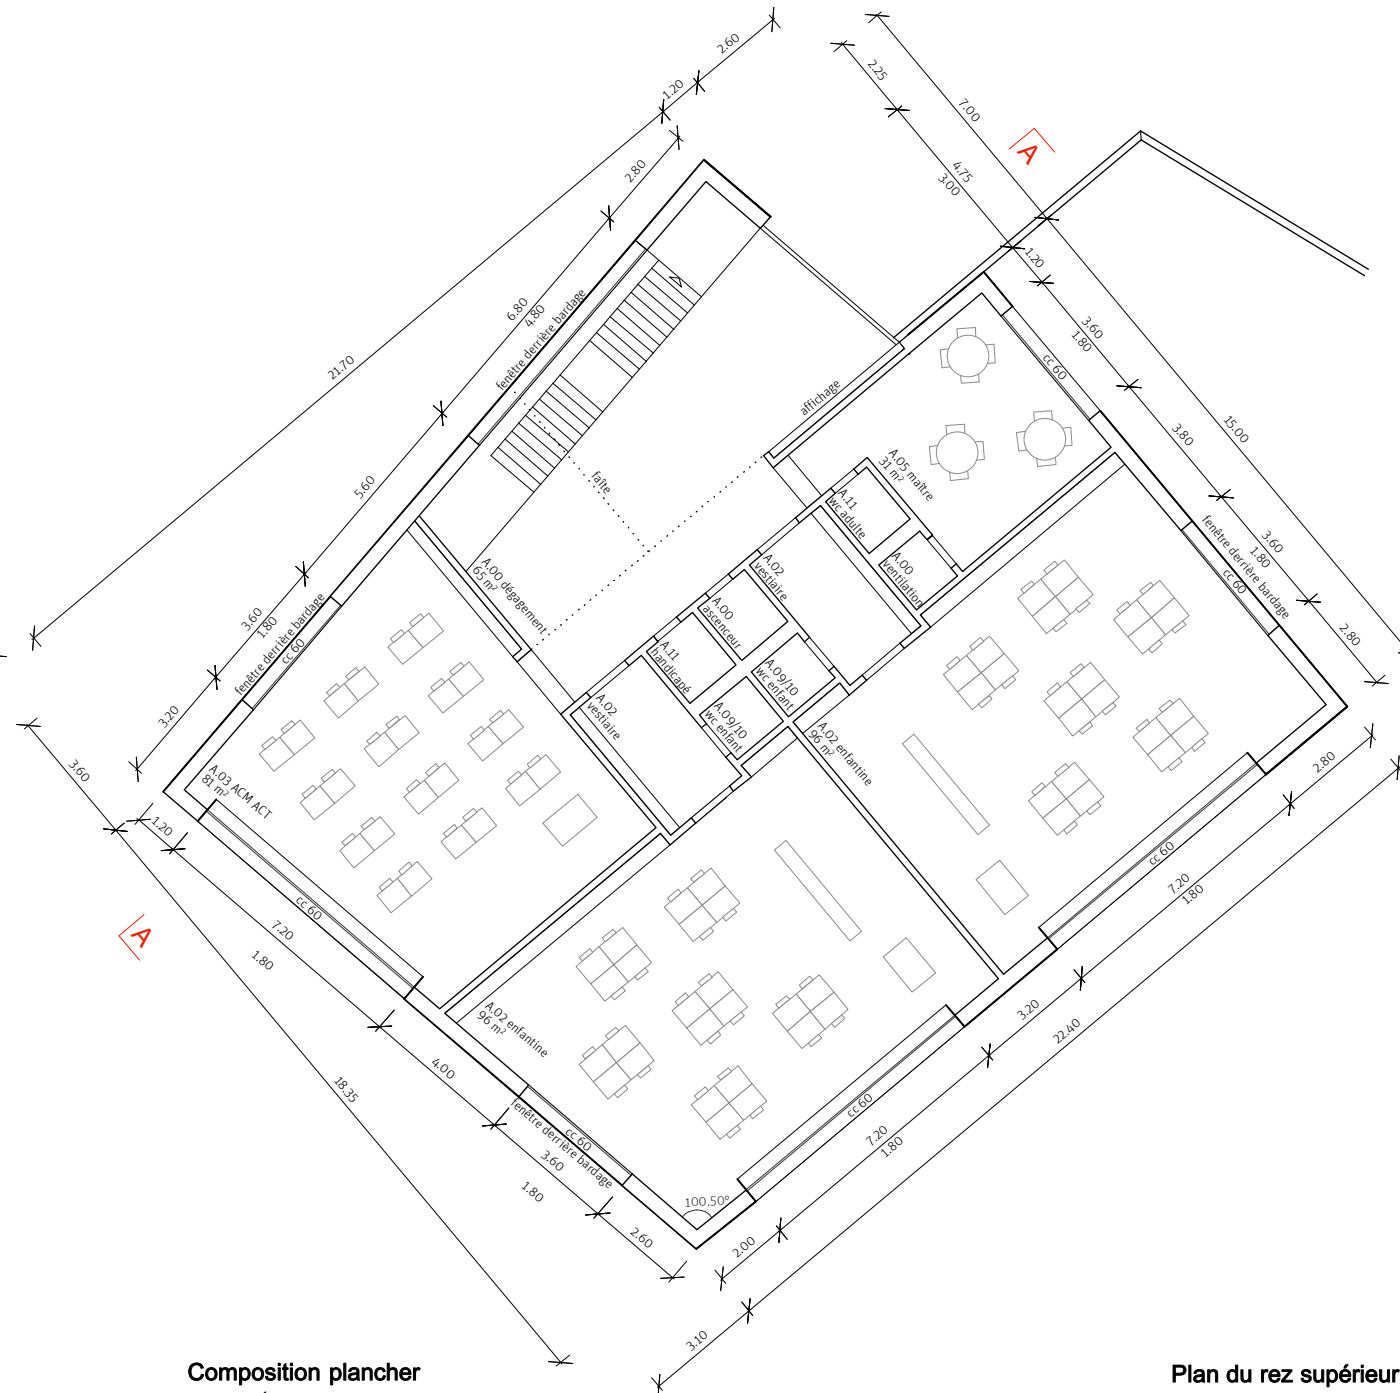 2.60
1.20
2.80
2.25
7.00
A
4.75
3.00
1.20
6.80
4.80
fenêtre derrière bardage
21.70
N
3.60
1.80
cc 60
affichage
5.60
faîte
A.05 maître
31 m²
3.80
15.00
A.11
wc adulte
A.00
ventilation
fenêtre derrière bardage
cc 60
3.60
1.80
2.80
A.00 dégagement
65 m²
A.02
vestiaire
A.00
ascenceur
3.60
1.80
fenêtre derrière bardage
cc 60
A.11
handicapé
A.09/10
wc enfant
A.02
vestiaire
A.09/10
wc enfant
3.20
A.02 enfantine
96 m²
3.60
A.03 ACM ACT
81 m²
1.20
2.80
cc 60
7.20
1.80
A
cc 60
7.20
1.80
3.20
22.40
A.02 enfantine
96 m²
4.00
18.35
fenêtre derrière bardage
cc 60
3.60
1.80
cc 60
7.20
1.80
100.50°
2.60
2.00
3.10
Composition plancher
Plan du rez supérieur